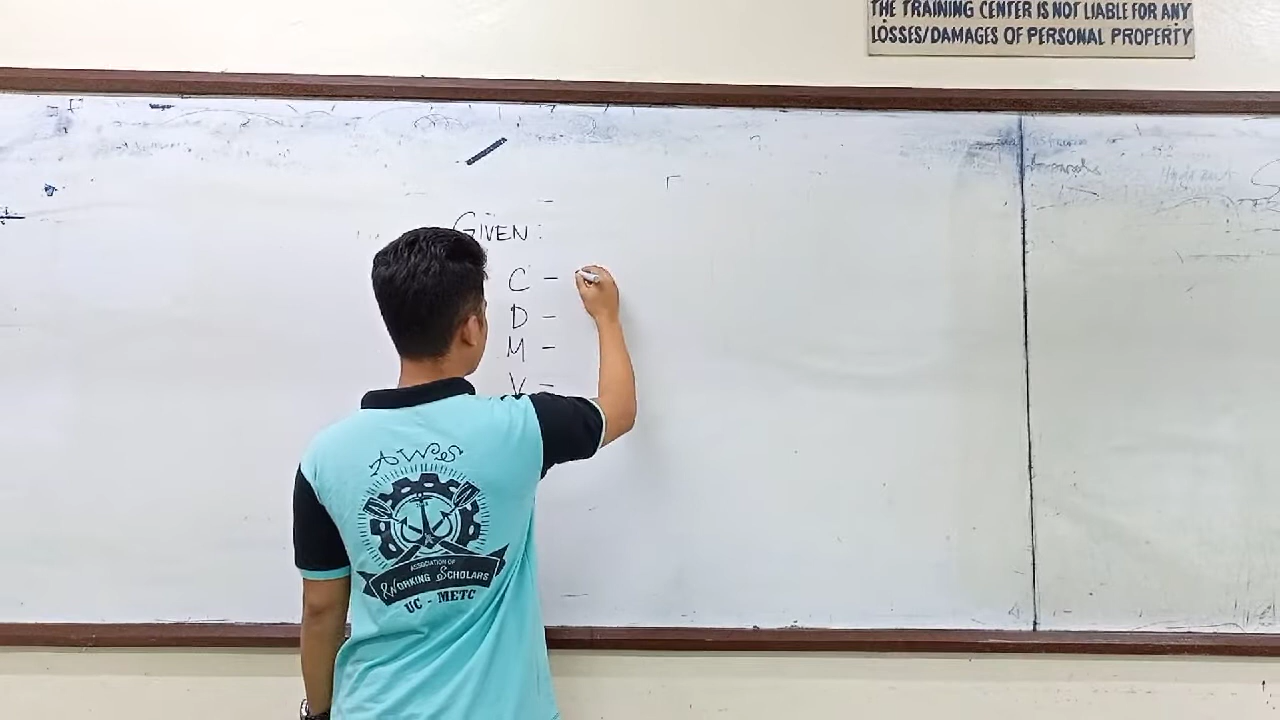 THE TRAINING CENTER IS NOT LIABLE FOR ANY
LOSSES/DAMAGES OF PERSONAL PROPERTY
GIVEN :
C –
D –
M –
V –
AWS
ASSOCIATION OF
WORKING SCHOLARS
UC - METC